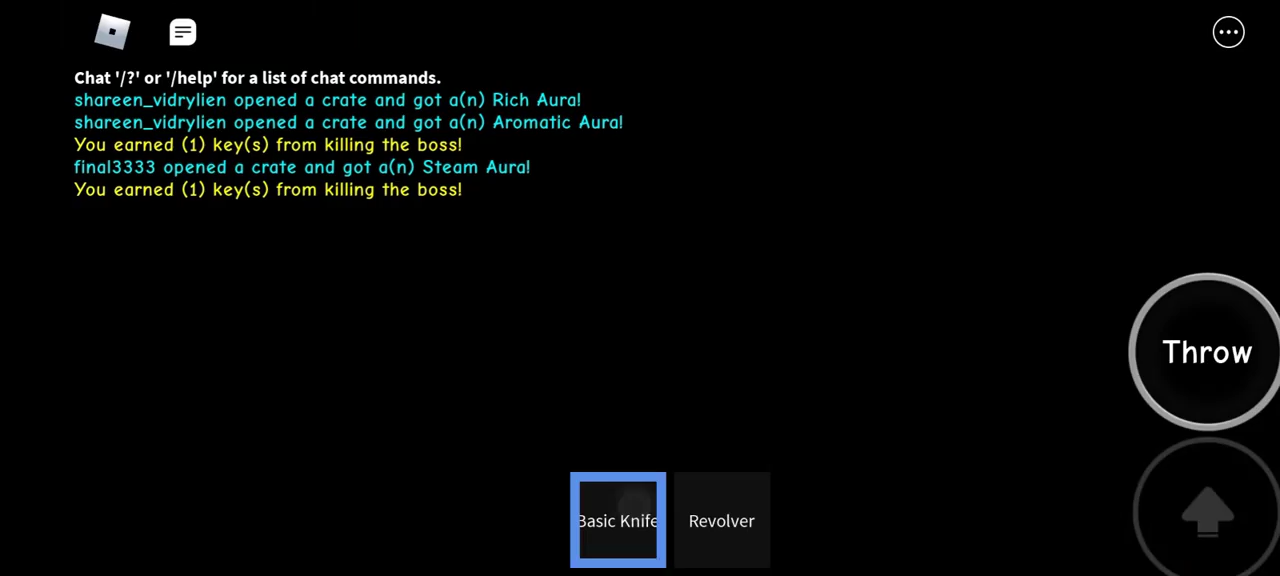 Chat '/?' or '/help' for a list of chat commands.
shareen_vidrylien opened a crate and got a(n) Rich Aura!
shareen_vidrylien opened a crate and got a(n) Aromatic Aura!
You earned (1) key(s) from killing the boss!
final3333 opened a crate and got a(n) Steam Aura!
You earned (1) key(s) from killing the boss!
Throw
Basic Knife
Revolver